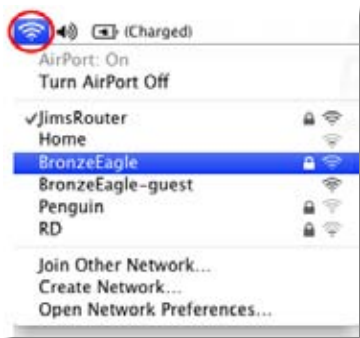 (Charged)
AirPort: On
Turn AirPort Off
✓JimsRouter
Home
BronzeEagle
BronzeEagle-guest
Penguin
RD
Join Other Network...
Create Network...
Open Network Preferences...